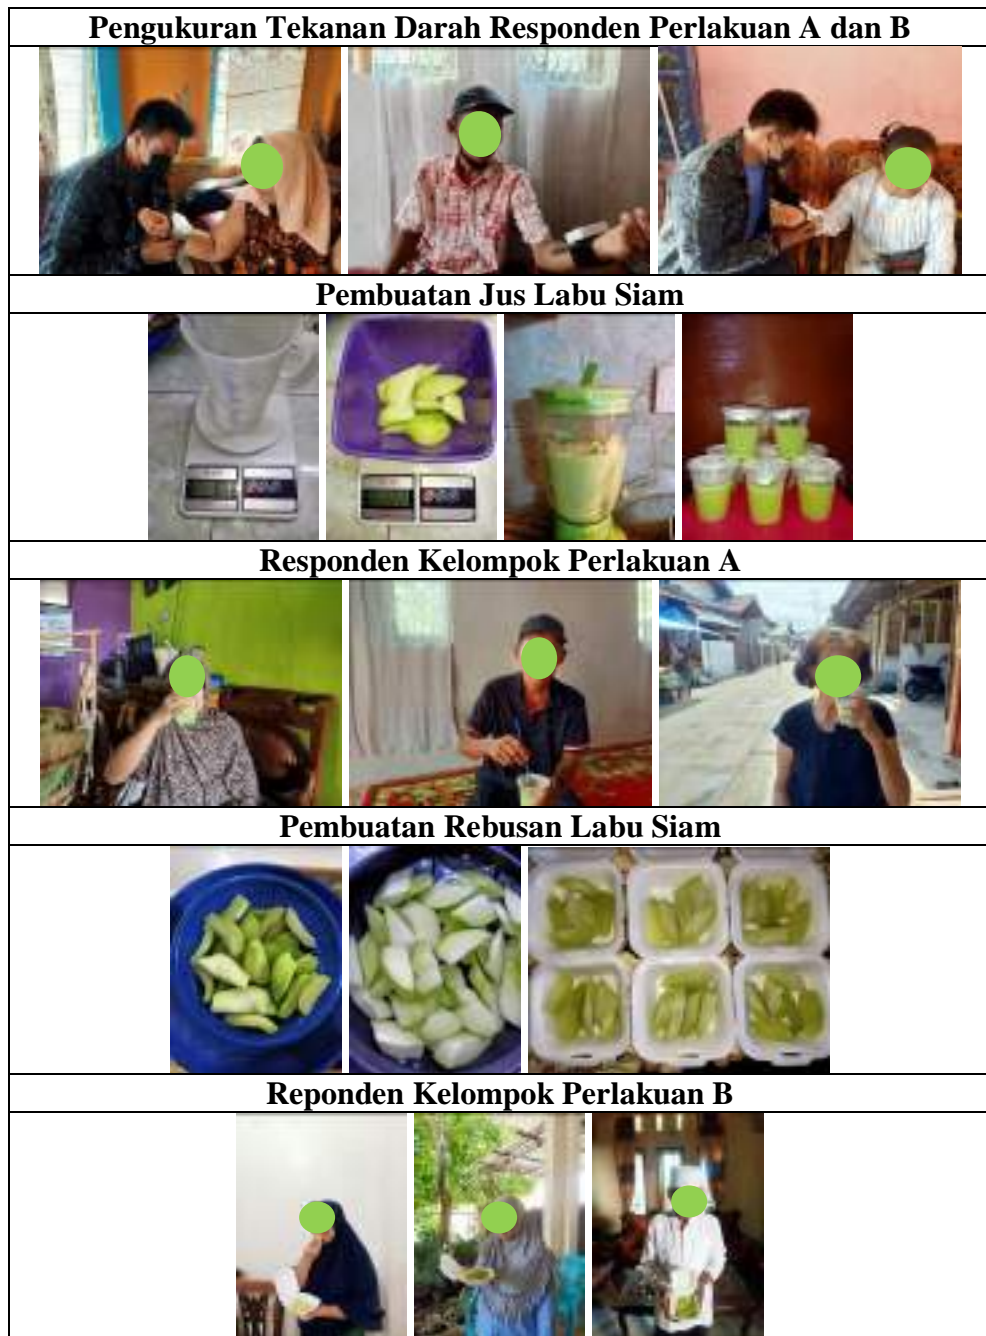 Pengukuran Tekanan Darah Responden Perlakuan A dan B
Pembuatan Jus Labu Siam
Responden Kelompok Perlakuan A
Pembuatan Rebusan Labu Siam
Reponden Kelompok Perlakuan B